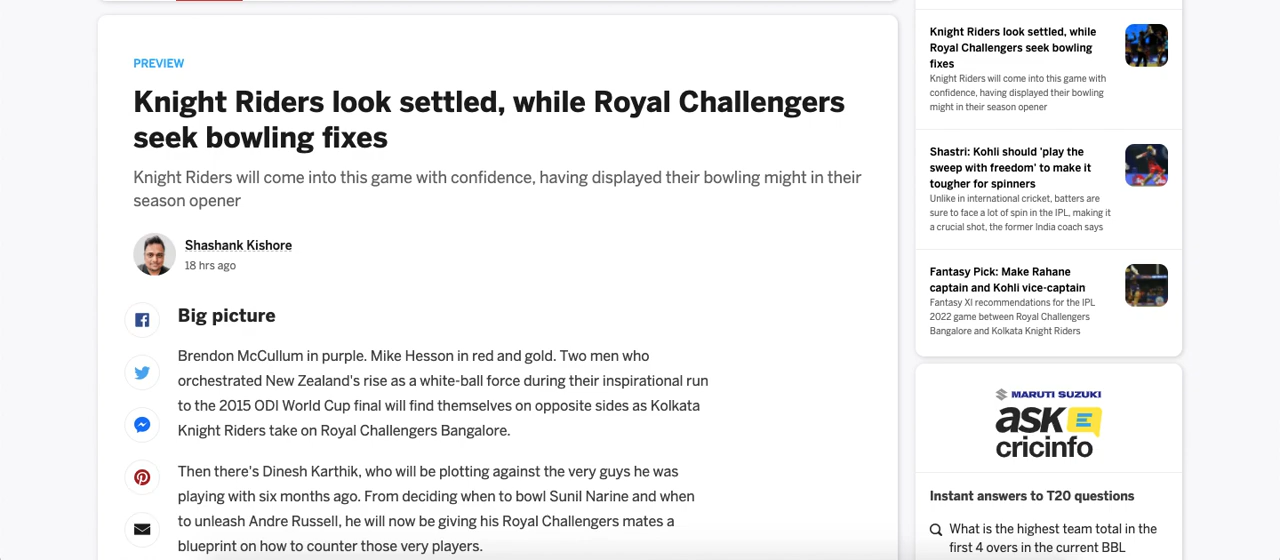 PREVIEW
Knight Riders look settled, while Royal Challengers
seek bowling fixes
Knight Riders will come into this game with confidence, having displayed their bowling might in their
season opener
Shashank Kishore
18 hrs ago
Big picture
Brendon McCullum in purple. Mike Hesson in red and gold. Two men who
orchestrated New Zealand's rise as a white-ball force during their inspirational run
to the 2015 ODI World Cup final will find themselves on opposite sides as Kolkata
Knight Riders take on Royal Challengers Bangalore.
Then there's Dinesh Karthik, who will be plotting against the very guys he was
playing with six months ago. From deciding when to bowl Sunil Narine and when
to unleash Andre Russell, he will now be giving his Royal Challengers mates a
blueprint on how to counter those very players.
Knight Riders look settled, while
Royal Challengers seek bowling
fixes
Knight Riders will come into this game with
confidence, having displayed their bowling
might in their season opener
Shastri: Kohli should 'play the
sweep with freedom' to make it
tougher for spinners
Unlike in international cricket, batters are
sure to face a lot of spin in the IPL, making it
a crucial shot, the former India coach says
Fantasy Pick: Make Rahane
captain and Kohli vice-captain
Fantasy XI recommendations for the IPL
2022 game between Royal Challengers
Bangalore and Kolkata Knight Riders
MARUTI SUZUKI
ask
cricinfo
Instant answers to T20 questions
What is the highest team total in the
first 4 overs in the current BBL